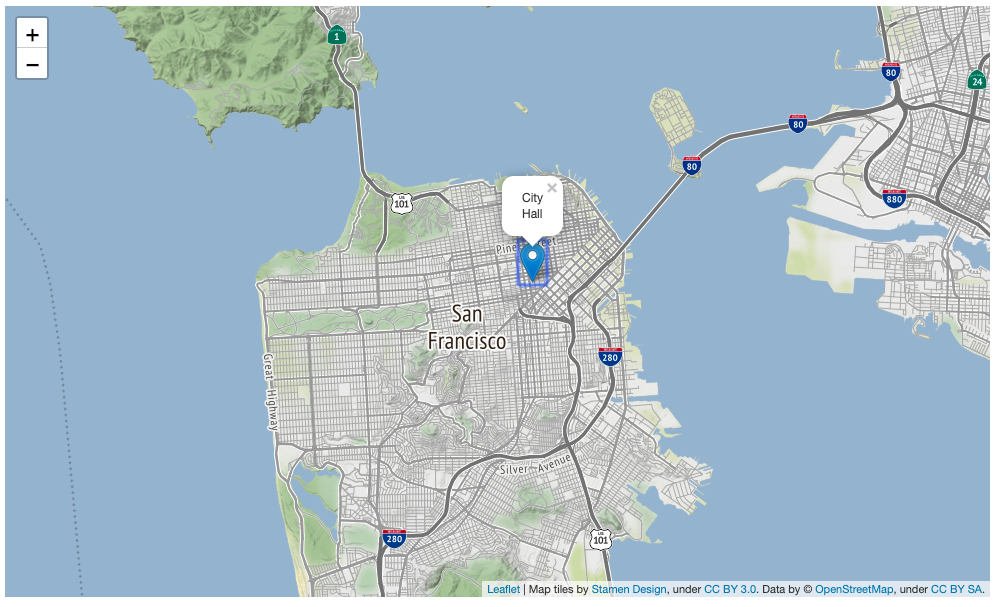 +
−
1
80
24
80
80
880
US
101
×
City
Hall
Pine Street
San
Francisco
280
Great Highway
Silver Avenue
280
US
101
Leaflet | Map tiles by Stamen Design, under CC BY 3.0. Data by © OpenStreetMap, under CC BY SA.